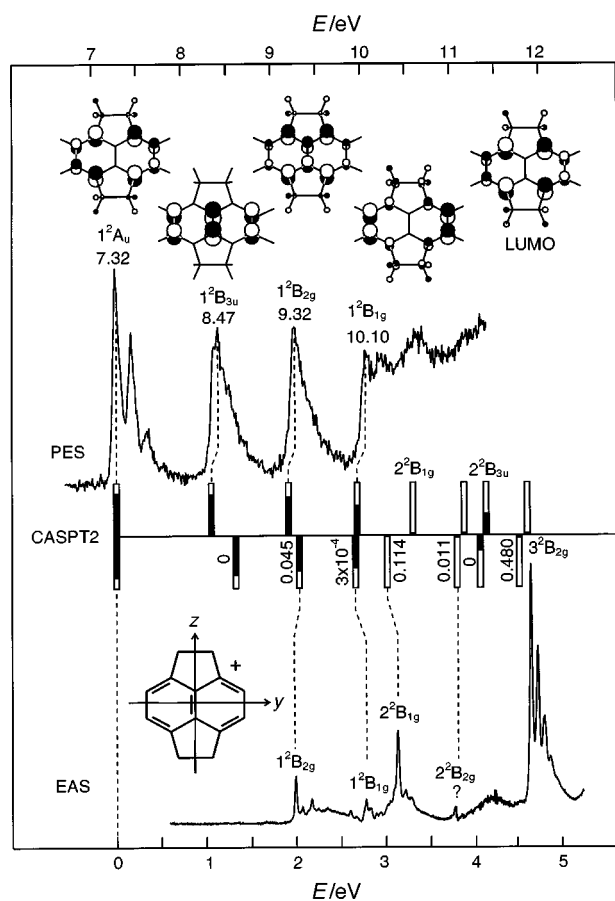 E/eV
7 8 9 10 11 12
1²Aᵤ
7.32
1²B₃ᵤ
8.47
1²B₂g
9.32
1²B₁g
10.10
LUMO
PES
2²B₁g
2²B₃ᵤ
CASPT2
0
0.045
3x10⁻⁴
0.114
0.011
0
0.480
3²B₂g
z
+
y
2²B₁g
1²B₂g
1²B₁g
2²B₂g
?
EAS
0 1 2 3 4 5
E/eV